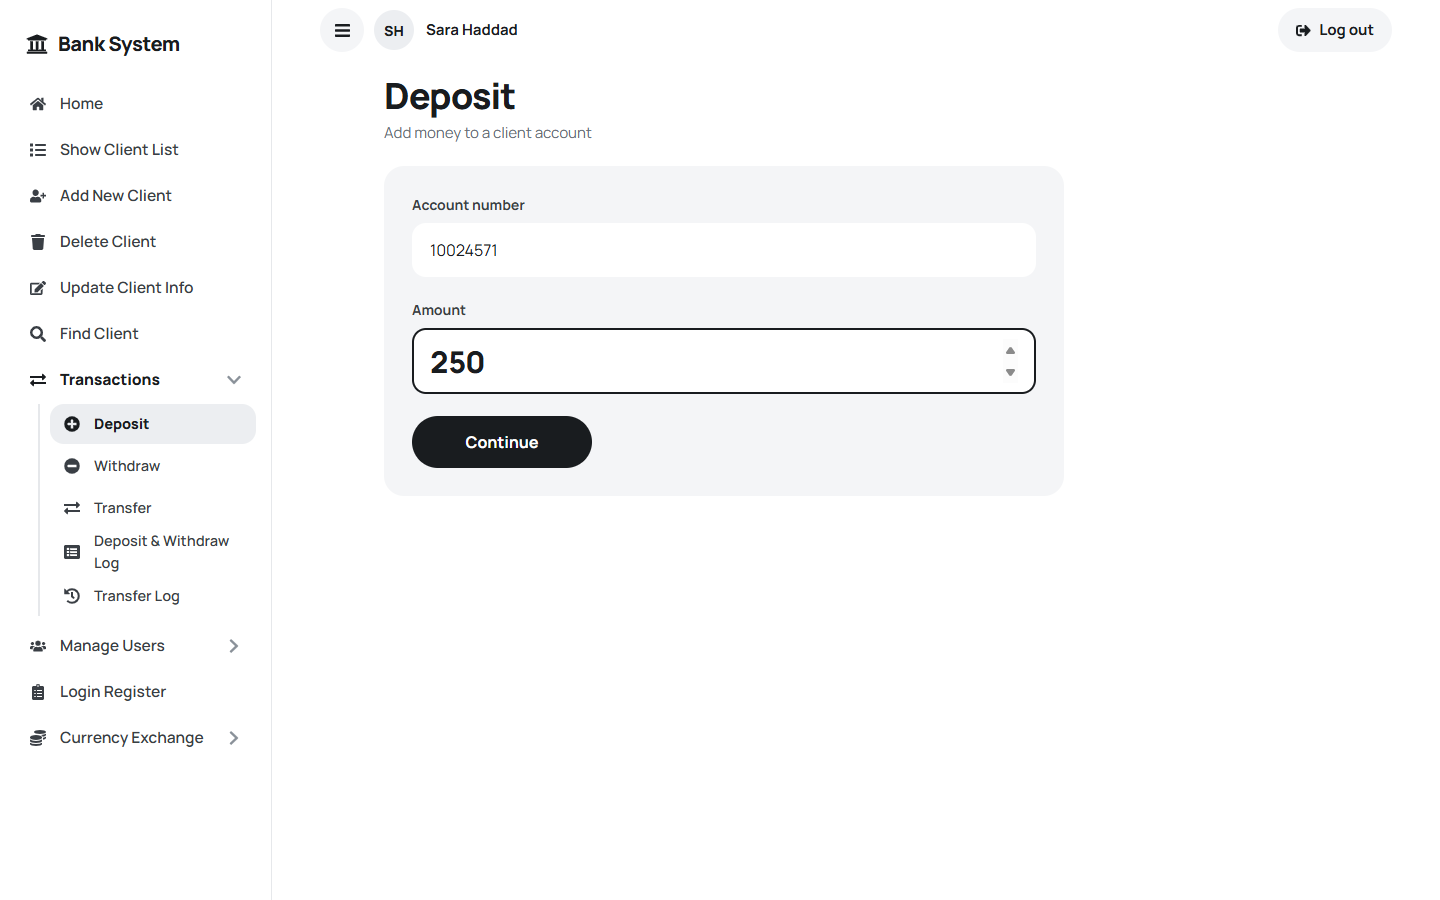 Bank System
Home
Show Client List
Add New Client
Delete Client
Update Client Info
Find Client
Transactions
Deposit
Withdraw
Transfer
Deposit & Withdraw
Log
Transfer Log
Manage Users
Login Register
Currency Exchange
SH
Sara Haddad
Log out
Deposit
Add money to a client account
Account number
10024571
Amount
250
Continue